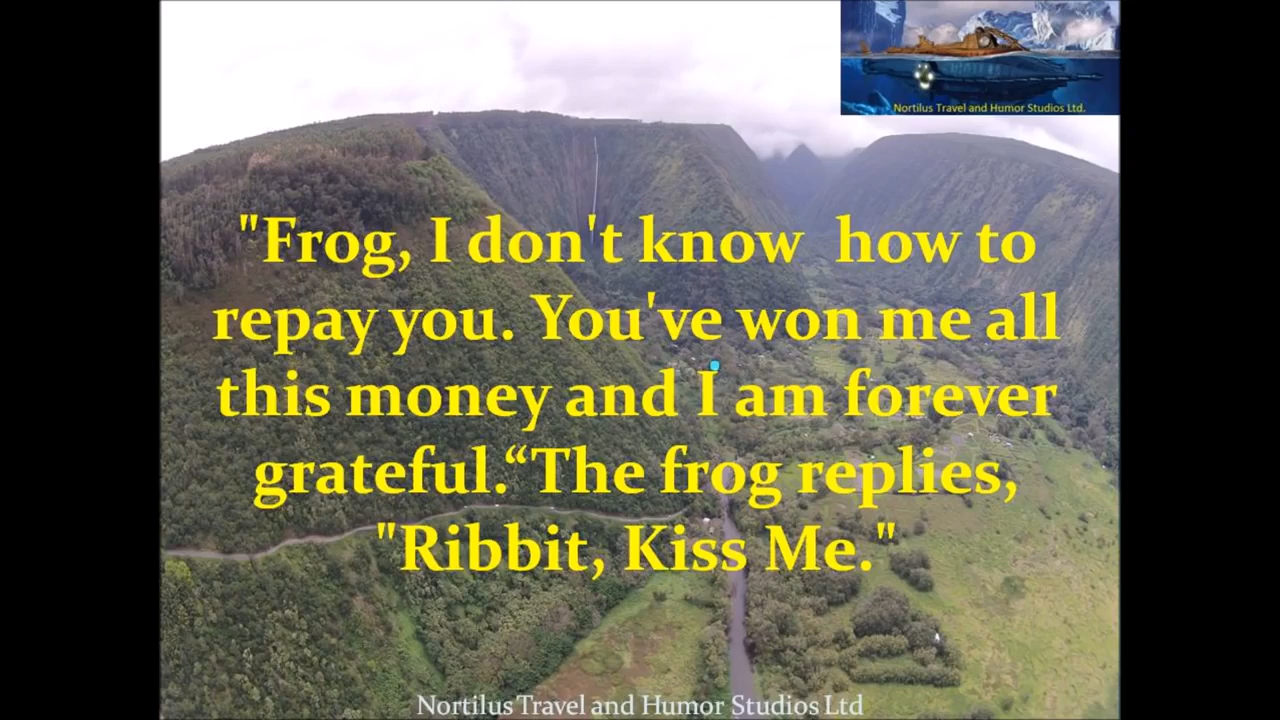 Nortilus Travel and Humor Studios Ltd.
"Frog, I don't know  how to
repay you. You've won me all
this money and I am forever
grateful.“The frog replies,
"Ribbit, Kiss Me."
Nortilus Travel and Humor Studios Ltd